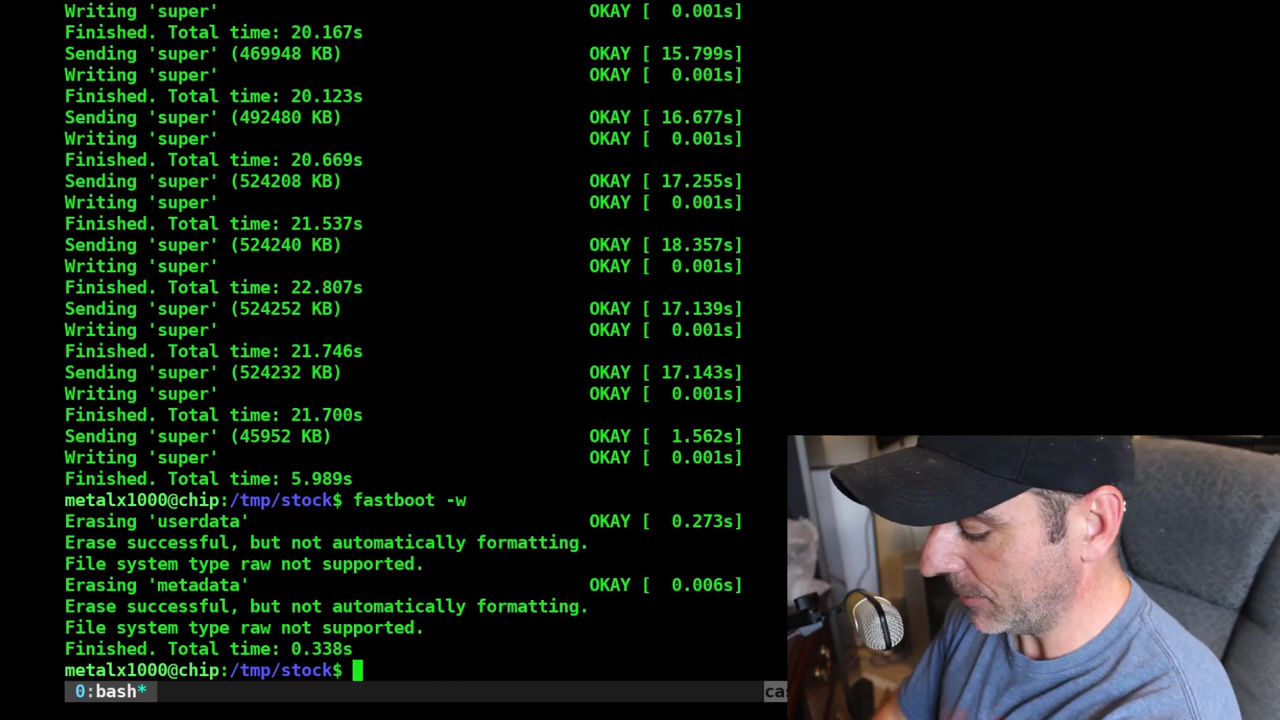 Writing 'super' OKAY [  0.001s]
Finished. Total time: 20.167s
Sending 'super' (469948 KB) OKAY [ 15.799s]
Writing 'super' OKAY [  0.001s]
Finished. Total time: 20.123s
Sending 'super' (492480 KB) OKAY [ 16.677s]
Writing 'super' OKAY [  0.001s]
Finished. Total time: 20.669s
Sending 'super' (524208 KB) OKAY [ 17.255s]
Writing 'super' OKAY [  0.001s]
Finished. Total time: 21.537s
Sending 'super' (524240 KB) OKAY [ 18.357s]
Writing 'super' OKAY [  0.001s]
Finished. Total time: 22.807s
Sending 'super' (524252 KB) OKAY [ 17.139s]
Writing 'super' OKAY [  0.001s]
Finished. Total time: 21.746s
Sending 'super' (524232 KB) OKAY [ 17.143s]
Writing 'super' OKAY [  0.001s]
Finished. Total time: 21.700s
Sending 'super' (45952 KB) OKAY [  1.562s]
Writing 'super' OKAY [  0.001s]
Finished. Total time: 5.989s
metalx1000@chip:/tmp/stock$ fastboot -w
Erasing 'userdata' OKAY [  0.273s]
Erase successful, but not automatically formatting.
File system type raw not supported.
Erasing 'metadata' OKAY [  0.006s]
Erase successful, but not automatically formatting.
File system type raw not supported.
Finished. Total time: 0.338s
metalx1000@chip:/tmp/stock$
0:bash*